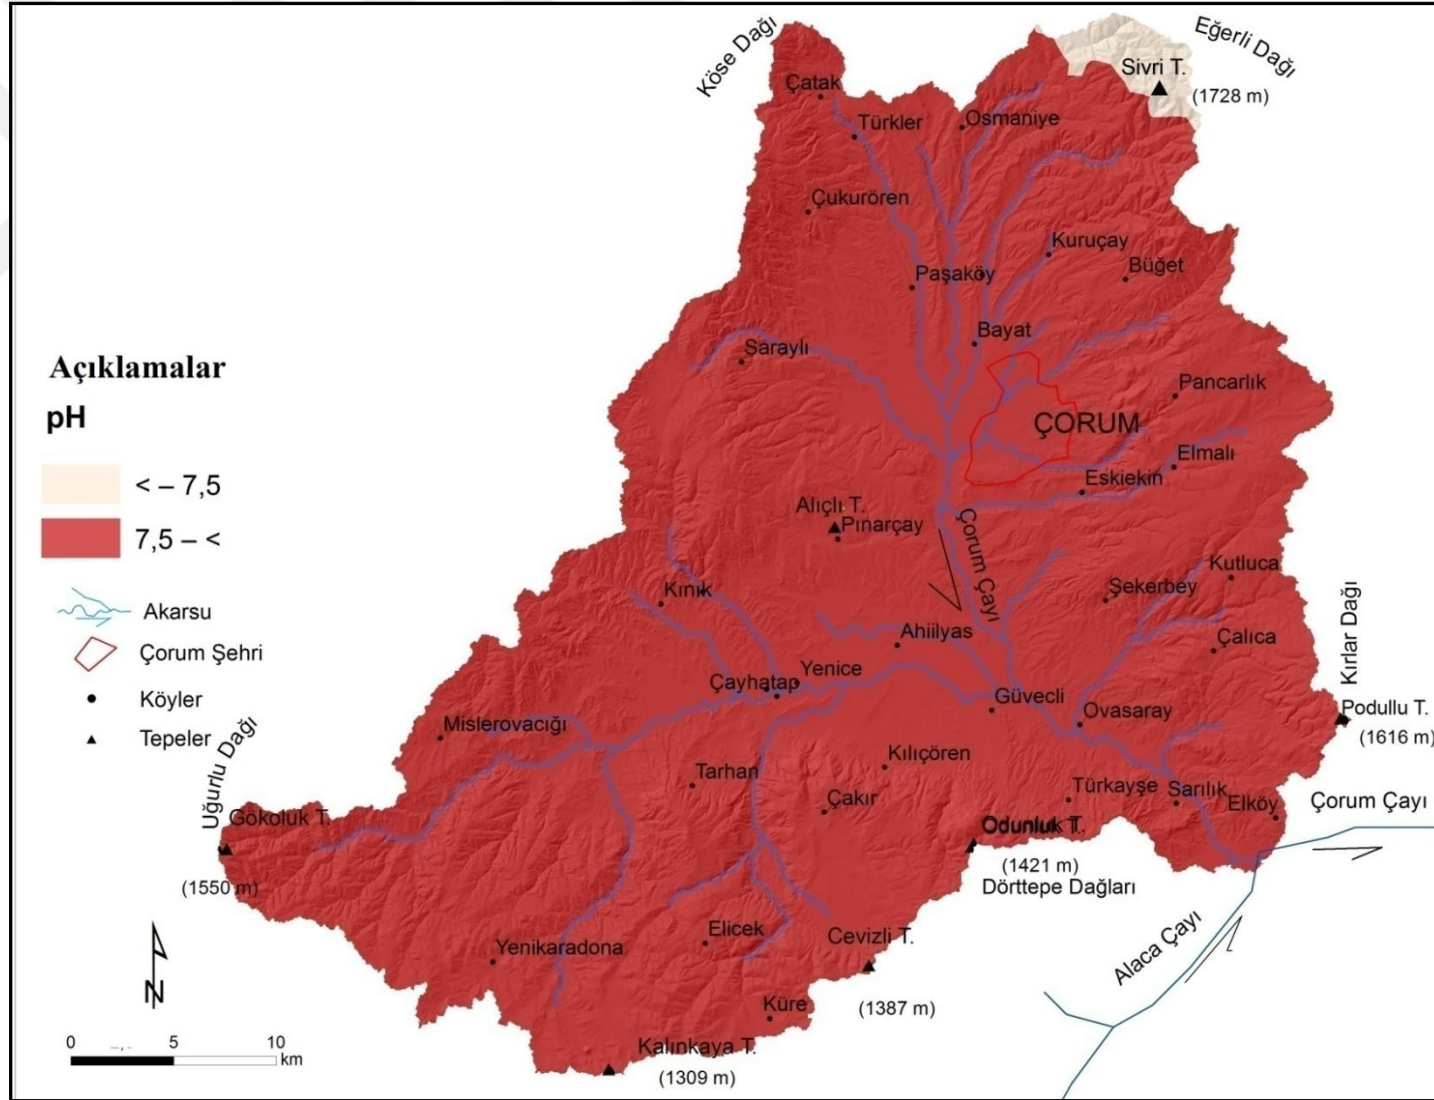 Köse Dağı
Eğerli Dağı
Sivri T.
(1728 m)
Çatak
Türkler
Osmaniye
Çukurören
Kuruçay
Büğet
Paşaköy
Bayat
Saraylı
Pancarlık
ÇORUM
Elmalı
Eskiekin
Alıçlı T.
Pınarçay
Çorum Çayı
Kutluca
Şekerbey
Kınık
Ahiilyas
Çalıca
Kırlar Dağı
Yenice
Çayhatap
Güvecli
Ovasaray
Podullu T.
(1616 m)
Mislerovacığı
Uğurlu Dağı
Kılıçören
Tarhan
Çakır
Türkayşe
Sarılık
Elköy
Çorum Çayı
Gökoluk T.
(1550 m)
Odunluk T.
(1421 m)
Dörttepe Dağları
Alaca Çayı
Elicek
Cevizli T.
(1387 m)
Yenikaradona
Küre
Kalınkaya T.
(1309 m)
Açıklamalar
pH
< – 7,5
7,5 – <
Akarsu
Çorum Şehri
Köyler
Tepeler
N
0 5 10
km